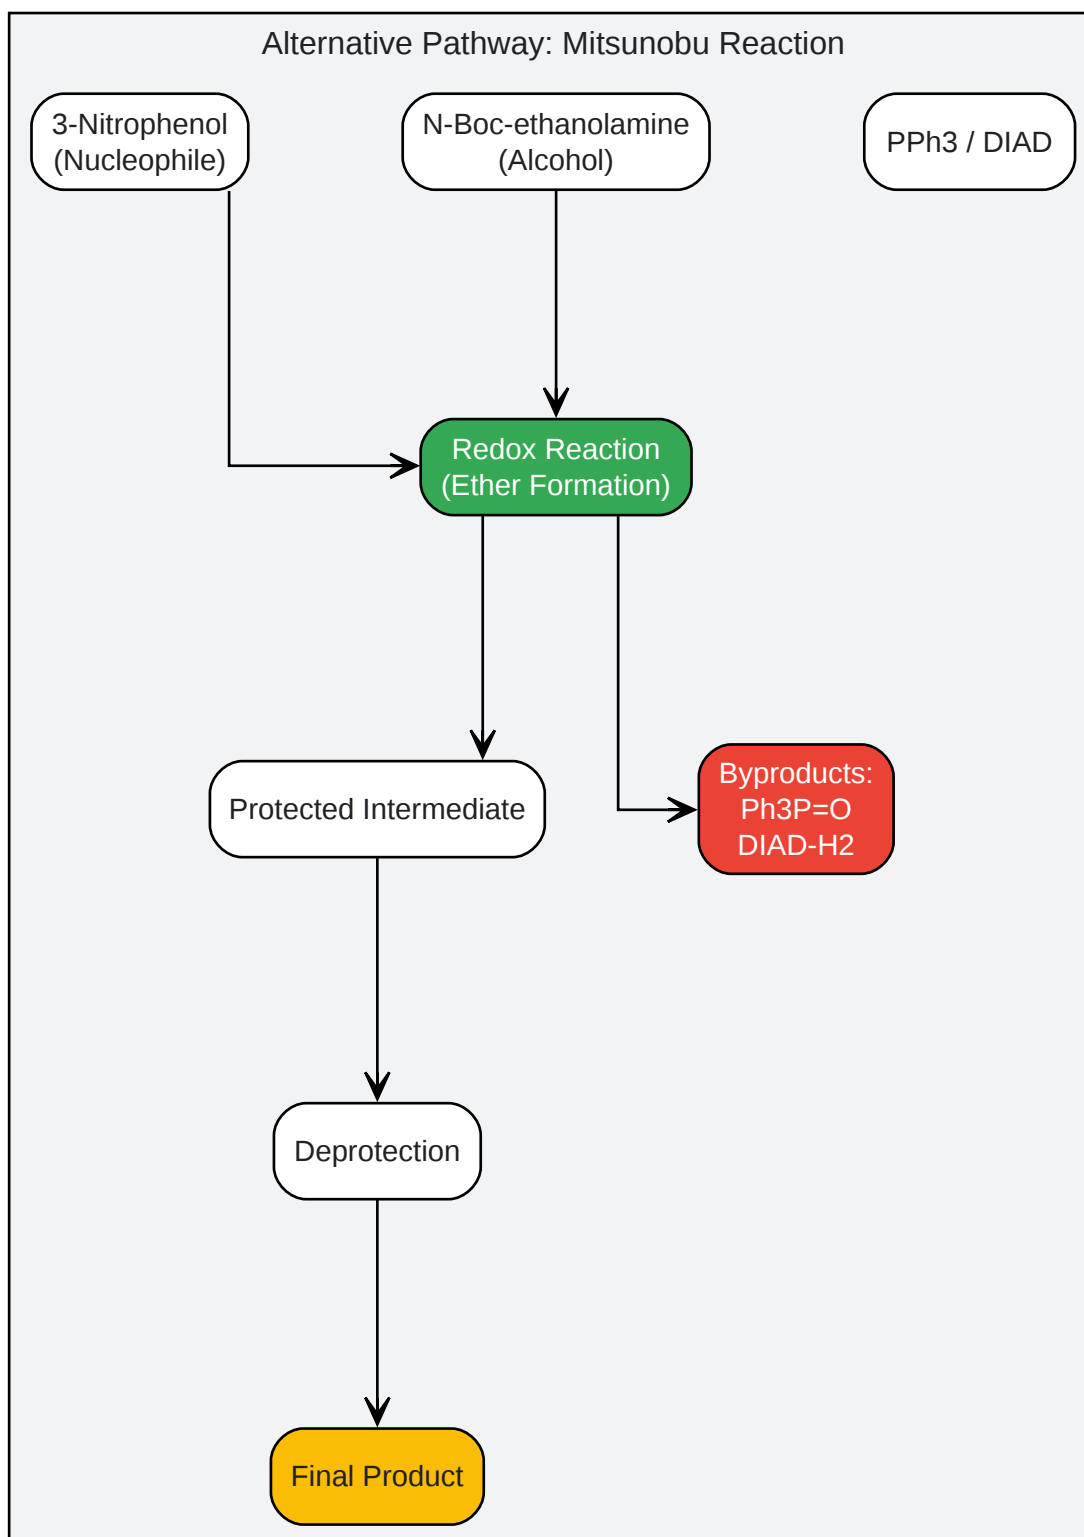 Alternative Pathway: Mitsunobu Reaction
3-Nitrophenol
(Nucleophile)
N-Boc-ethanolamine
(Alcohol)
PPh3 / DIAD
Redox Reaction
(Ether Formation)
Protected Intermediate
Byproducts:
Ph3P=O
DIAD-H2
Deprotection
Final Product